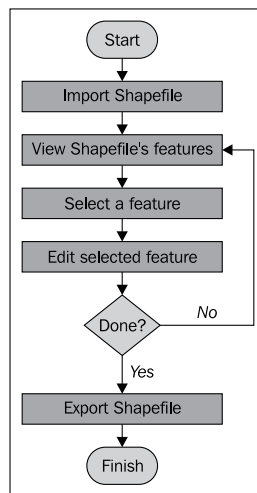 Start
Import Shapefile
View Shapefile's features
Select a feature
Edit selected feature
Done?
No
Yes
Export Shapefile
Finish